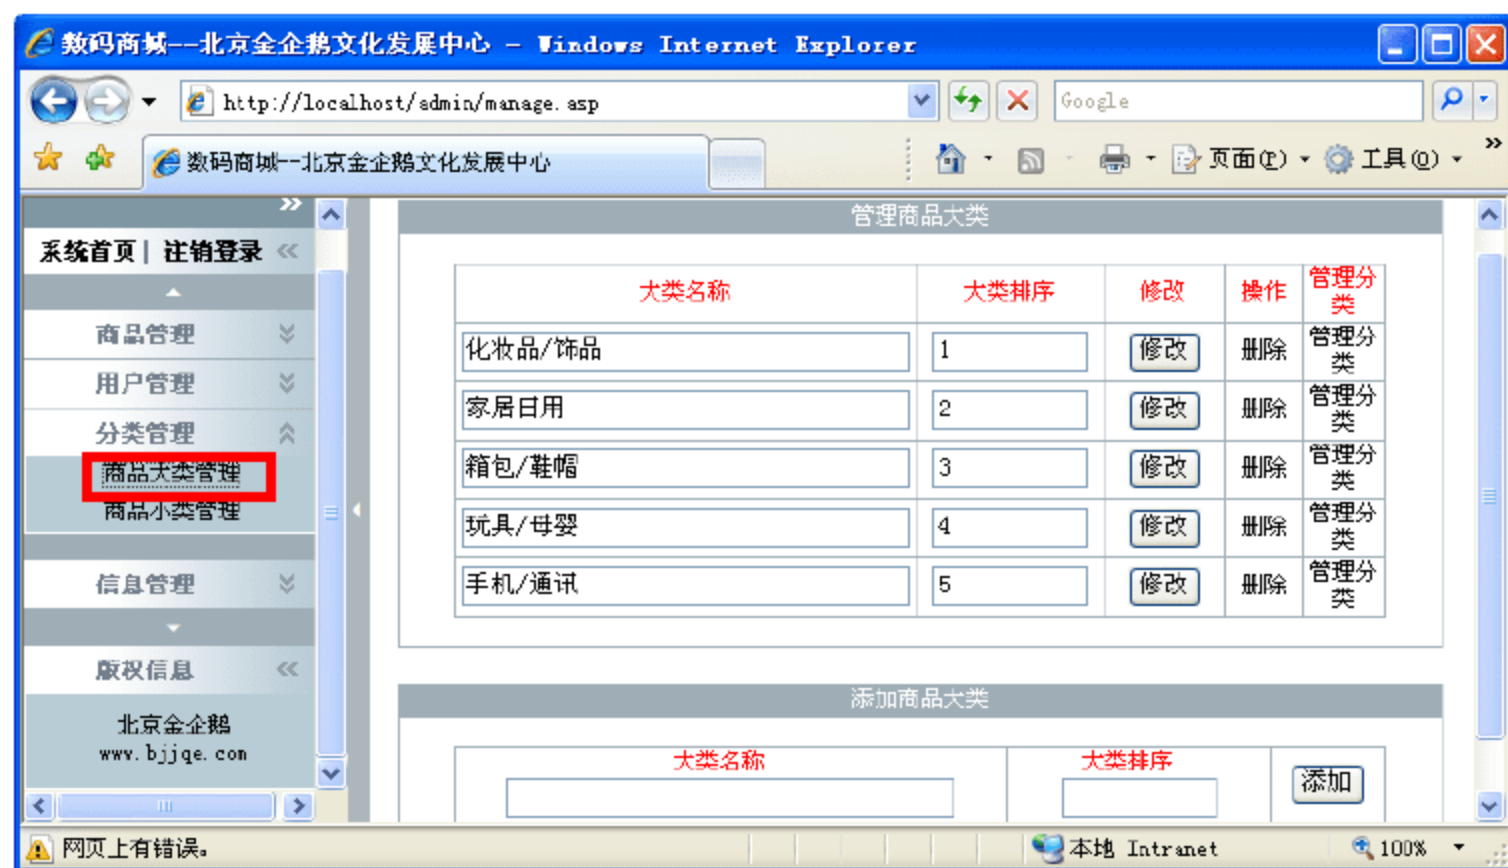 数码商城--北京金企鹅文化发展中心 - Windows Internet Explorer
http://localhost/admin/manage.asp
Google
数码商城--北京金企鹅文化发展中心
页面(P)
工具(O)
系统首页| 注销登录
商品管理
用户管理
分类管理
商品大类管理
商品小类管理
信息管理
版权信息
北京金企鹅
www.bjjqe.com
管理商品大类
大类名称 大类排序 修改 操作 管理分类
化妆品/饰品 1 修改 删除 管理分类
家居日用 2 修改 删除 管理分类
箱包/鞋帽 3 修改 删除 管理分类
玩具/母婴 4 修改 删除 管理分类
手机/通讯 5 修改 删除 管理分类
添加商品大类
大类名称 大类排序 添加
网页上有错误。
本地 Intranet
100%